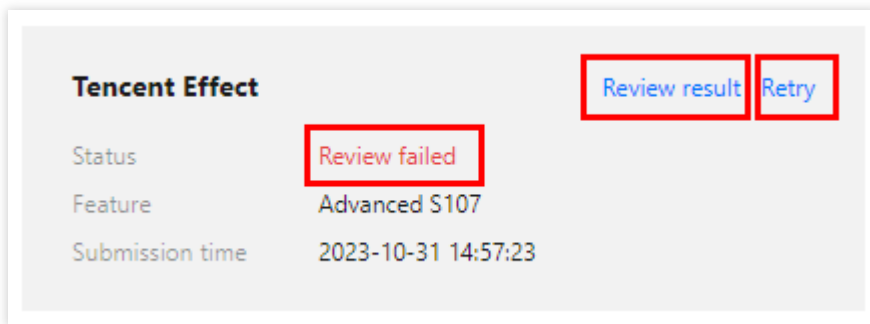 Tencent Effect Review result Retry
Status Review failed
Feature Advanced S107
Submission time 2023-10-31 14:57:23